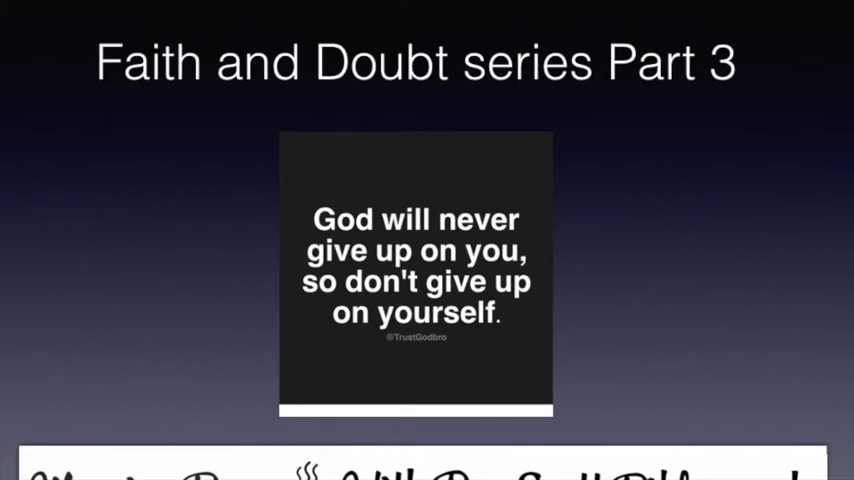 Faith and Doubt series Part 3
God will never
give up on you,
so don't give up
on yourself.
@TrustGodbro